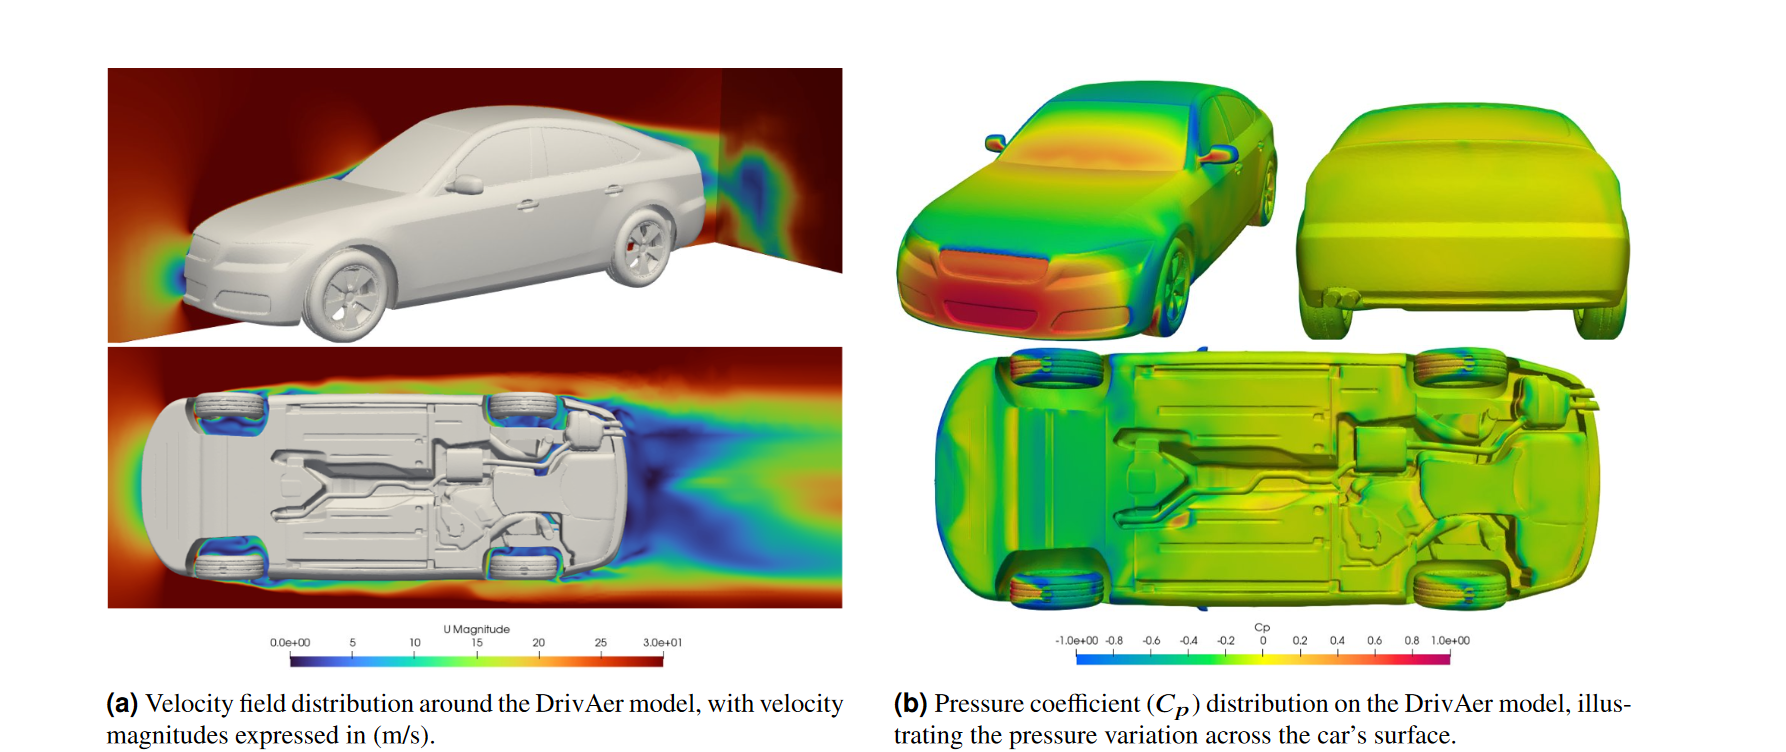 U Magnitude
0.0e+00 5 10 15 20 25 3.0e+01
(a) Velocity field distribution around the DrivAer model, with velocity
magnitudes expressed in (m/s).
Cp
-1.0e+00 -0.8 -0.6 -0.4 -0.2 0 0.2 0.4 0.6 0.8 1.0e+00
(b) Pressure coefficient (Cp) distribution on the DrivAer model, illus-
trating the pressure variation across the car's surface.